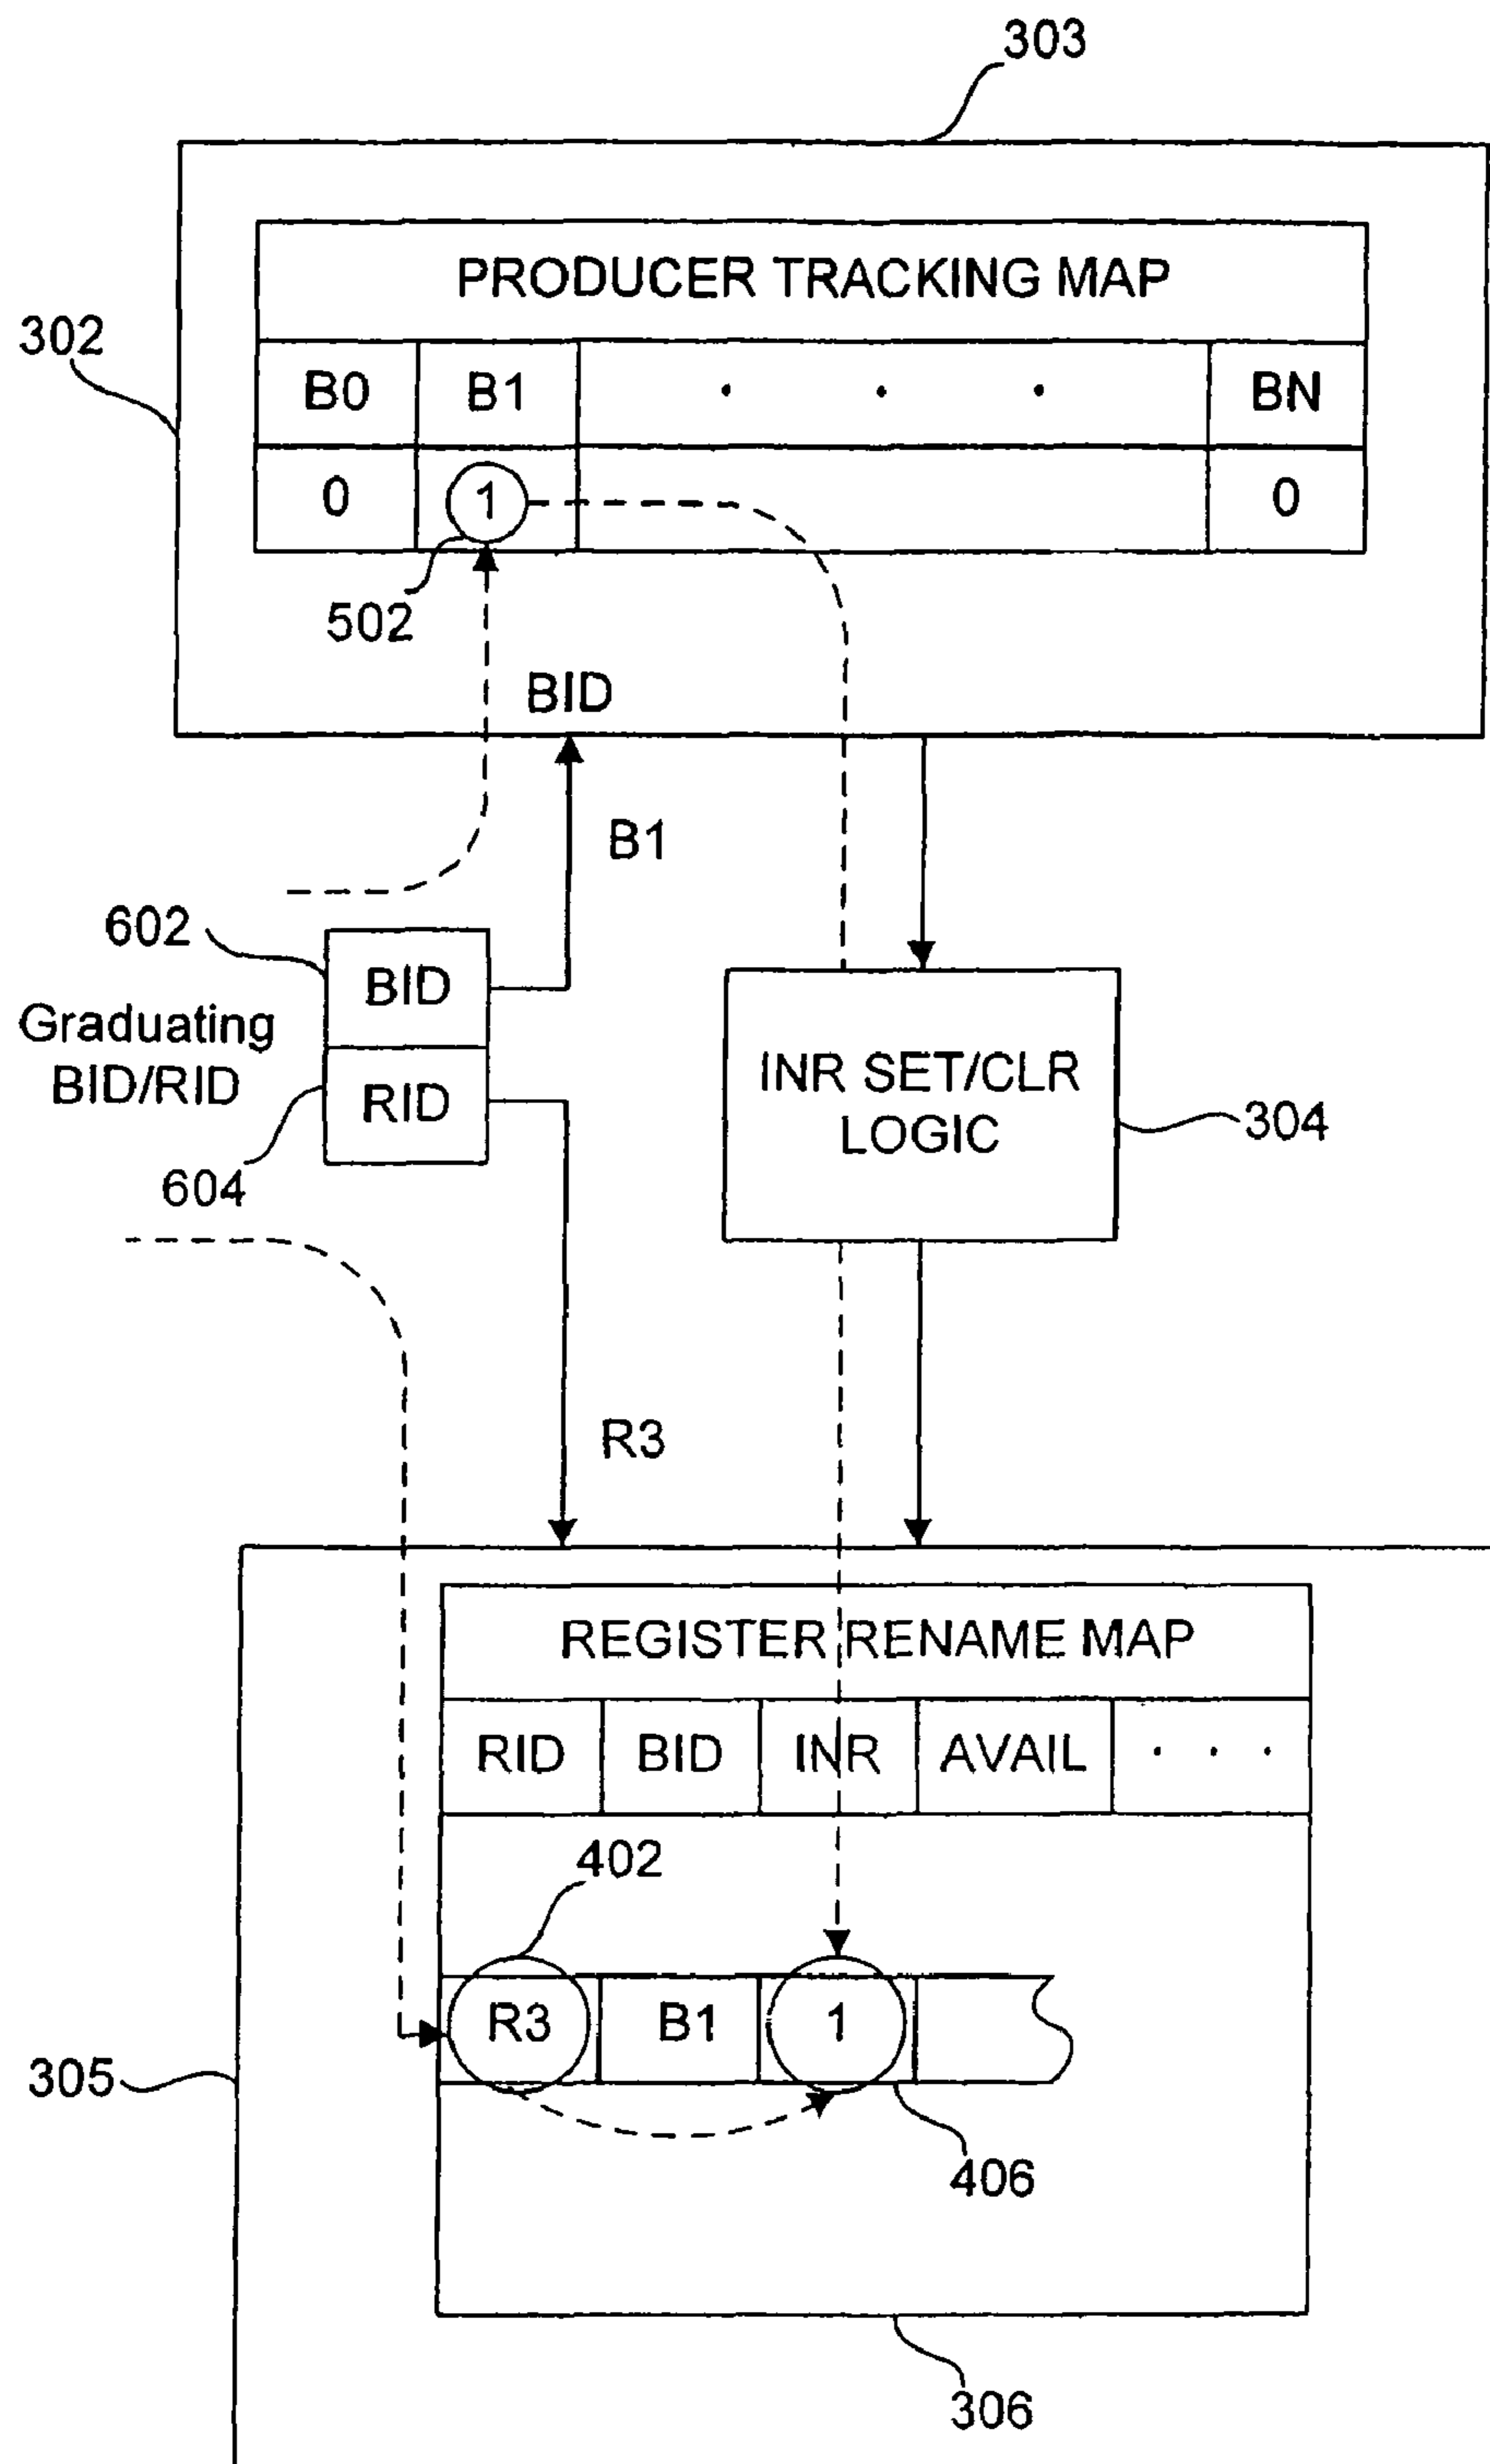 303
PRODUCER TRACKING MAP
302
B0 B1 · · · BN
0 1 0
502
BID
B1
602
BID
Graduating
BID/RID
RID
604
INR SET/CLR
LOGIC
304
R3
REGISTER RENAME MAP
RID BID INR AVAIL · · ·
402
R3 B1 1
305
406
306